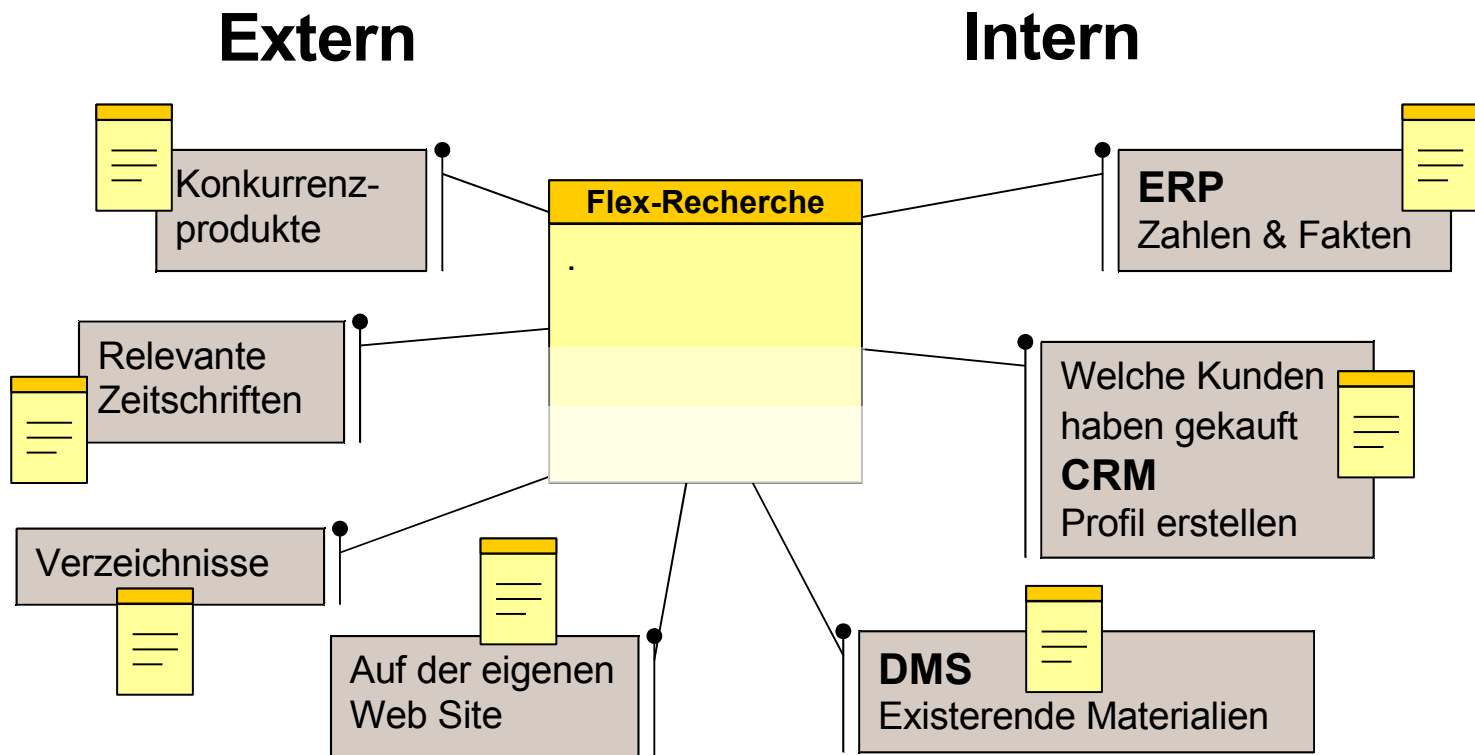 Extern
Intern
Konkurrenz-
produkte
Flex-Recherche
.
ERP
Zahlen & Fakten
Relevante
Zeitschriften
Welche Kunden
haben gekauft
CRM
Profil erstellen
Verzeichnisse
Auf der eigenen
Web Site
DMS
Existerende Materialien